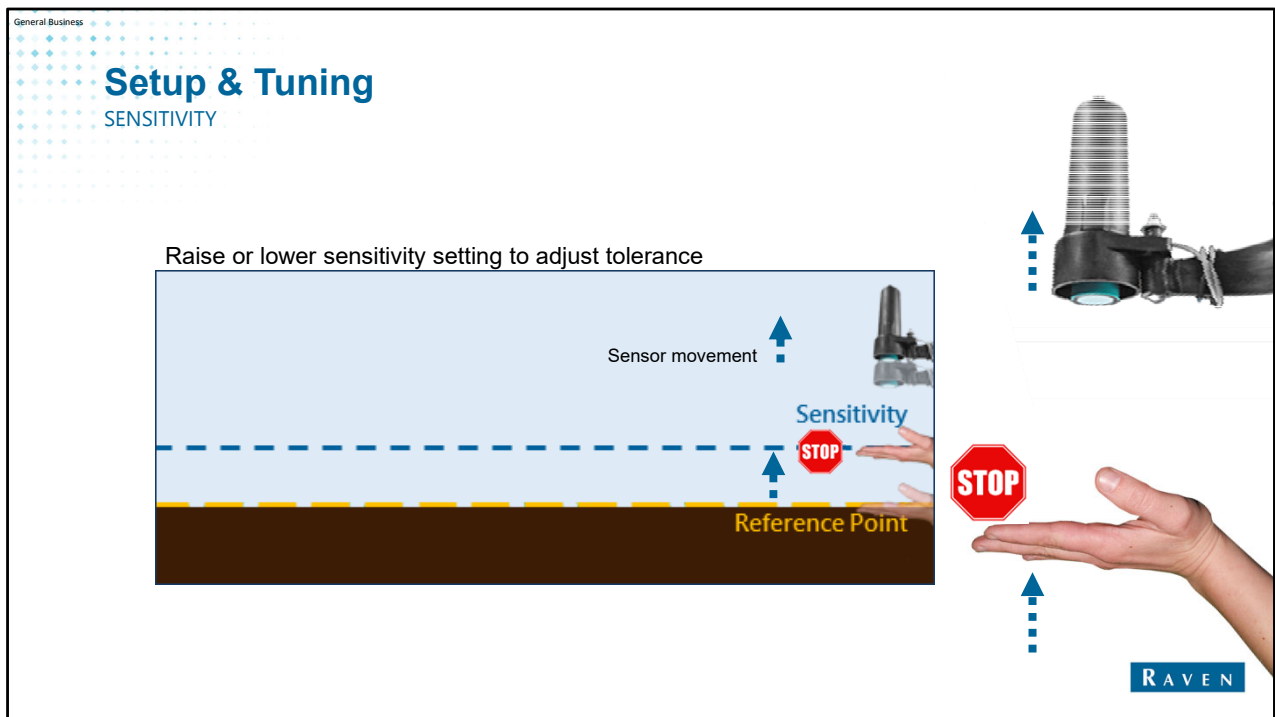 General Business
Setup & Tuning
SENSITIVITY
Raise or lower sensitivity setting to adjust tolerance
Sensor movement
Sensitivity
STOP
STOP
Reference Point
RAVEN